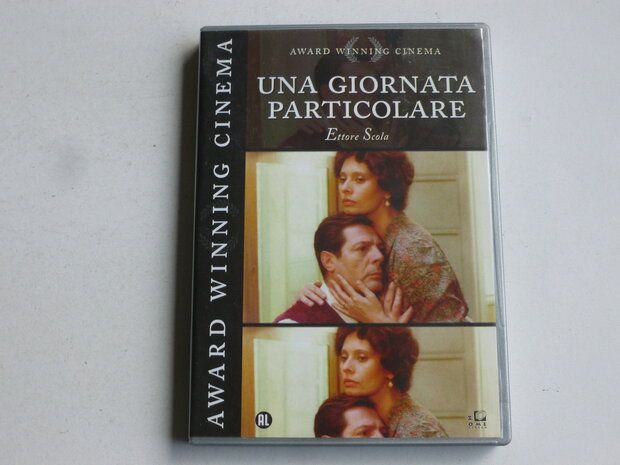 AWARD WINNING CINEMA
AWARD WINNING CINEMA
UNA GIORNATA
PARTICOLARE
Ettore Scola
AL